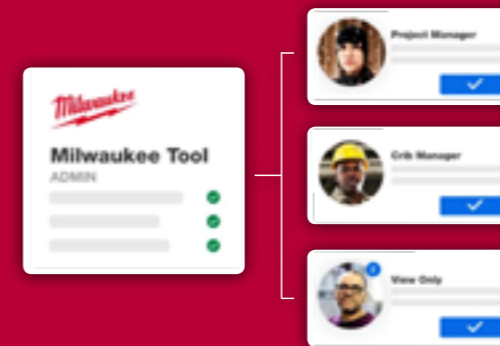 Milwaukee
Milwaukee Tool
ADMIN
Project Manager
Crib Manager
View Only